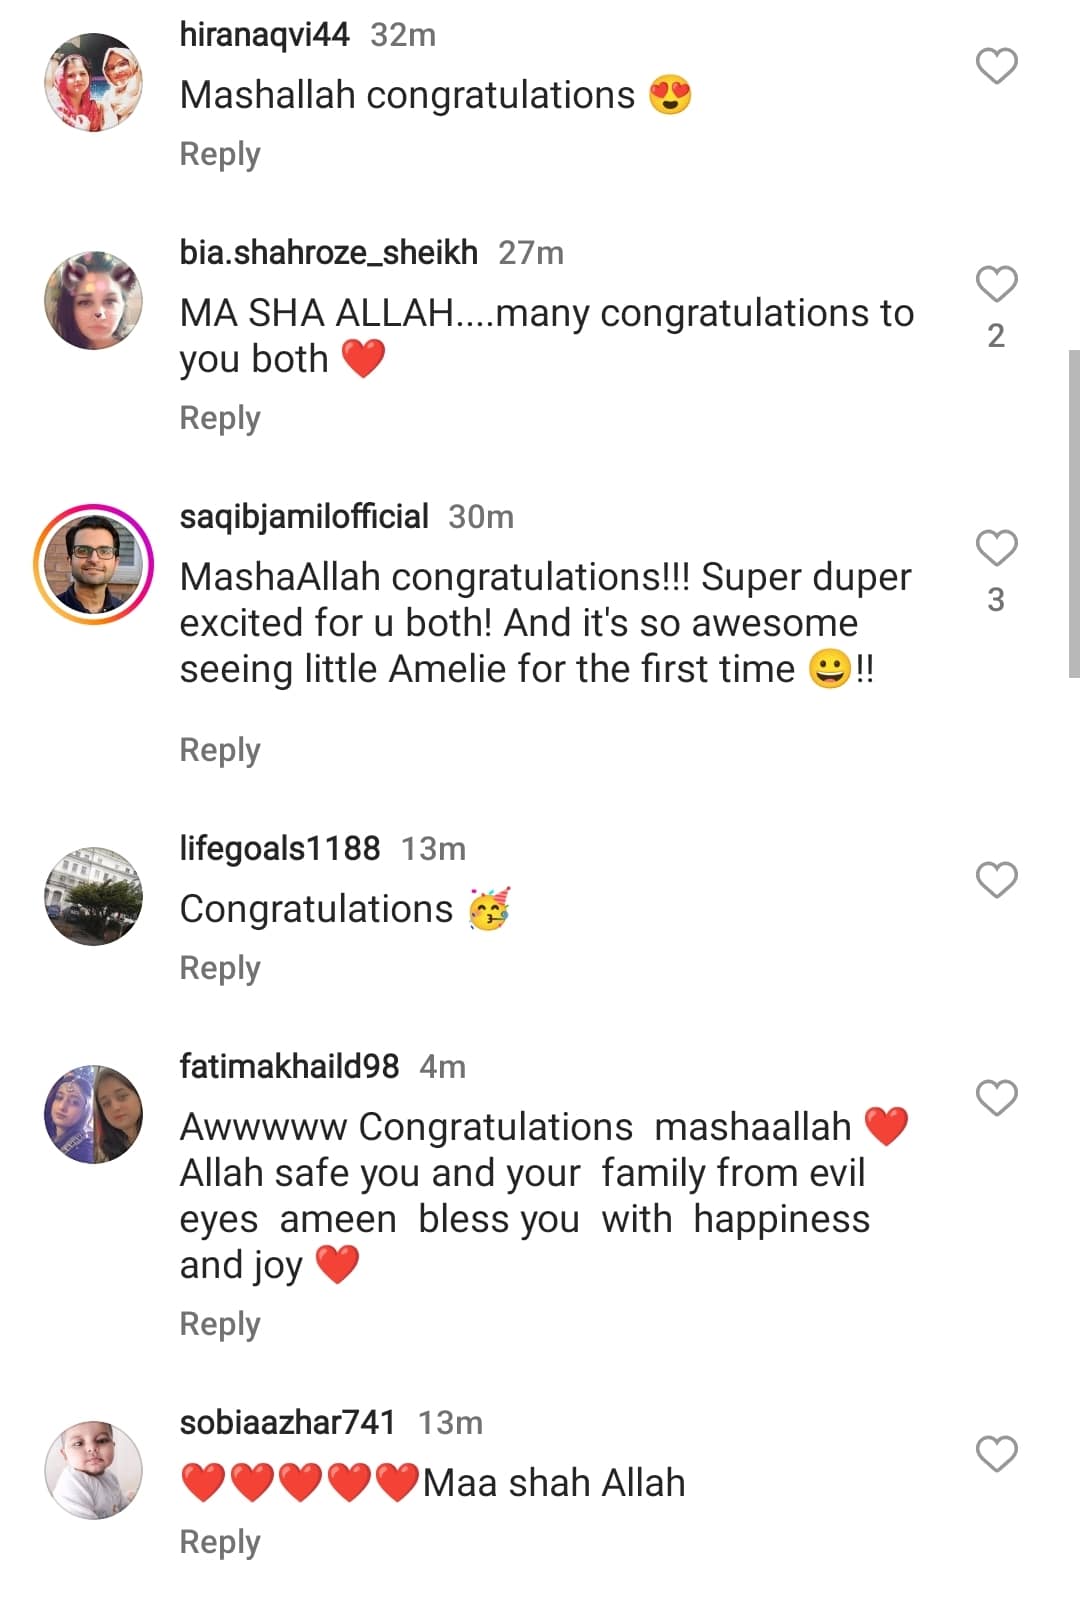 hiranaqvi44 32m
Mashallah congratulations 😍
Reply
bia.shahroze_sheikh 27m
MA SHA ALLAH....many congratulations to
you both ❤️
2
Reply
saqibjamilofficial 30m
MashaAllah congratulations!!! Super duper
excited for u both! And it's so awesome
seeing little Amelie for the first time 😀!!
3
Reply
lifegoals1188 13m
Congratulations 🥳
Reply
fatimakhaild98 4m
Awwwww Congratulations  mashaallah ❤️
Allah safe you and your  family from evil
eyes  ameen  bless you  with  happiness
and joy ❤️
Reply
sobiaazhar741 13m
❤️❤️❤️❤️❤️Maa shah Allah
Reply